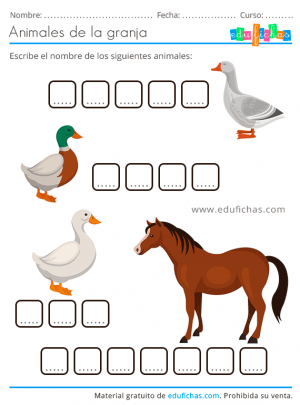 Nombre:........................... Fecha:....................... Curso:..............
Animales de la granja
edufichas
Escribe el nombre de los siguientes animales:
www.edufichas.com
Material gratuito de edufichas.com. Prohibida su venta.